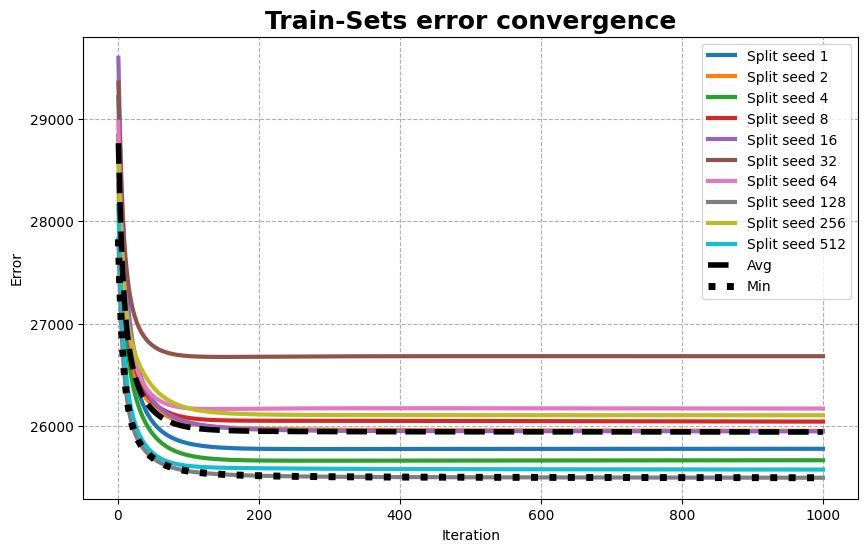 Train-Sets error convergence
Error
29000
28000
27000
26000
Split seed 1
Split seed 2
Split seed 4
Split seed 8
Split seed 16
Split seed 32
Split seed 64
Split seed 128
Split seed 256
Split seed 512
Avg
Min
0
200
400
600
800
1000
Iteration